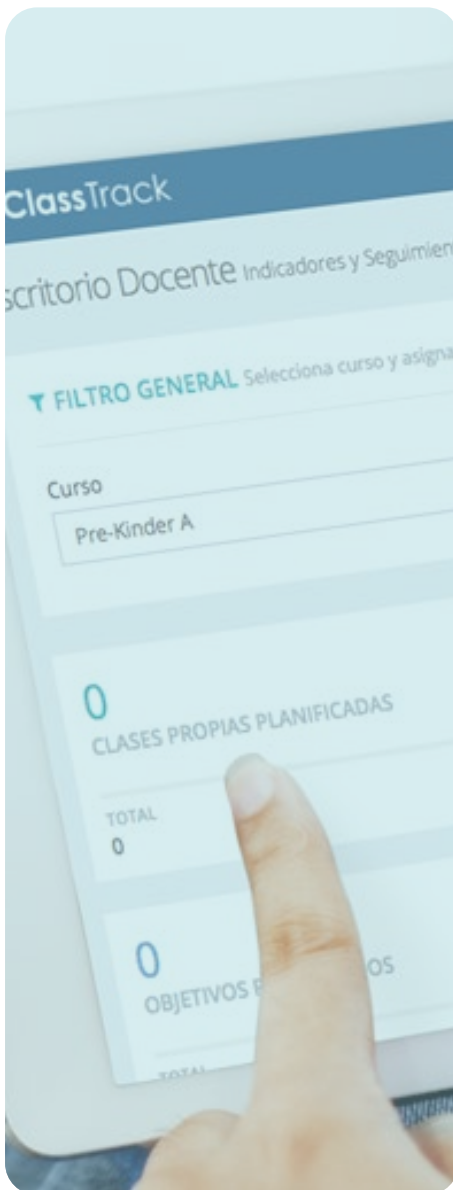 ClassTrack
scritorio Docente Indicadores y Seguimien
FILTRO GENERAL Selecciona curso y asigna
Curso
Pre-Kinder A
0
CLASES PROPIAS PLANIFICADAS
TOTAL
0
0
OBJETIVOS
TOTAL